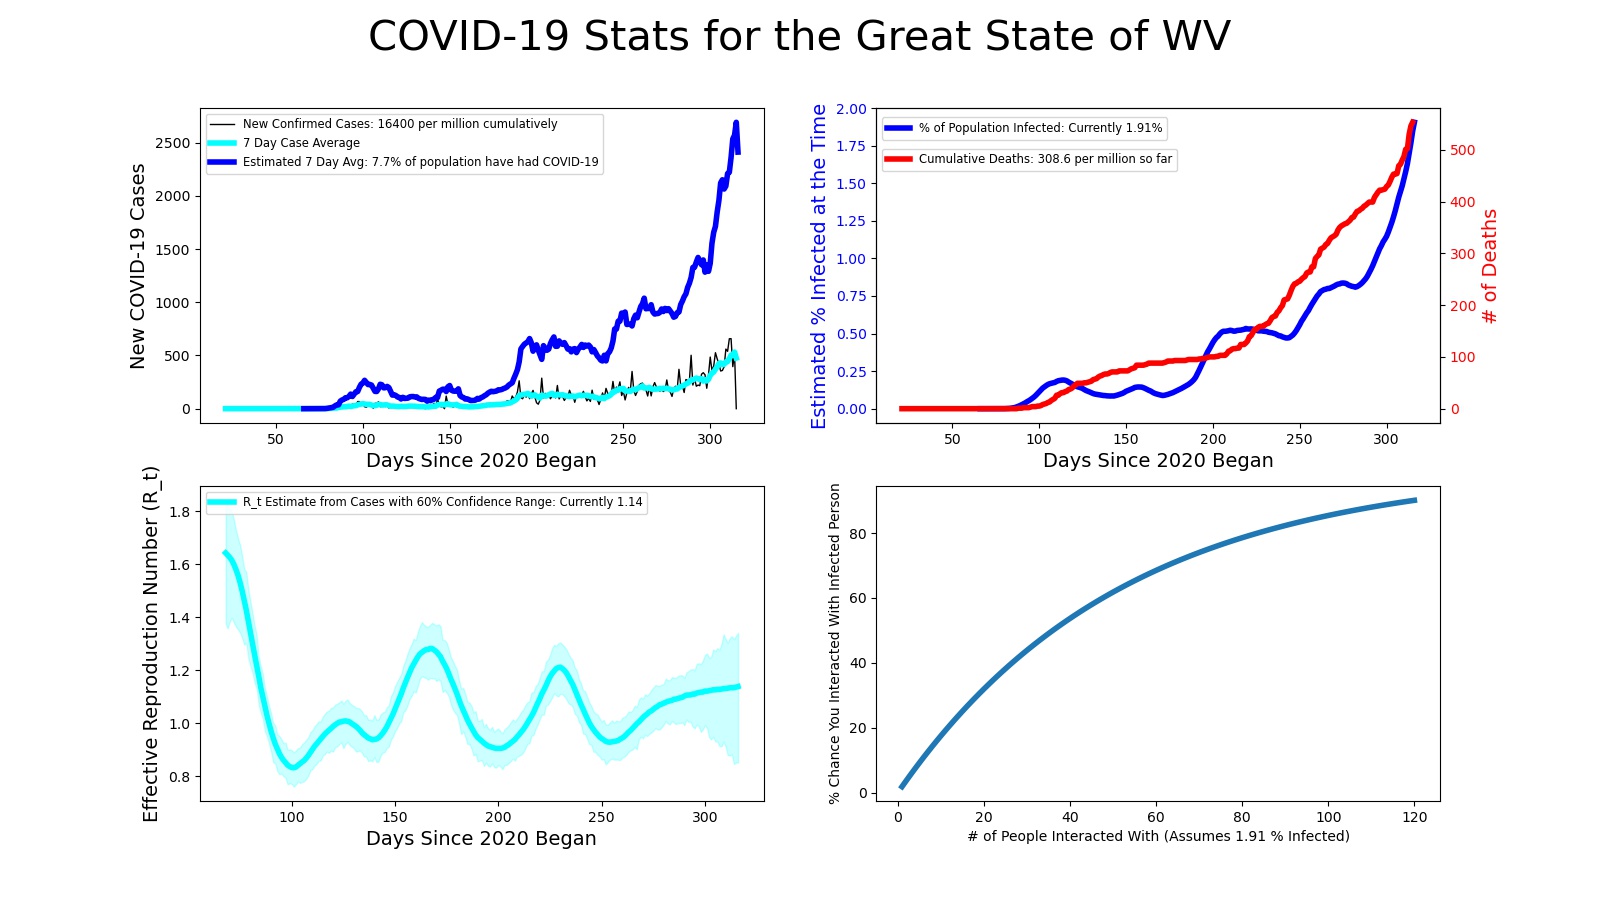 COVID-19 Stats for the Great State of WV
New COVID-19 Cases
2500
2000
1500
1000
500
0
New Confirmed Cases: 16400 per million cumulatively
7 Day Case Average
Estimated 7 Day Avg: 7.7% of population have had COVID-19
50 100 150 200 250 300
Days Since 2020 Began
Estimated % Infected at the Time
2.00
1.75
1.50
1.25
1.00
0.75
0.50
0.25
0.00
% of Population Infected: Currently 1.91%
Cumulative Deaths: 308.6 per million so far
500
400
300
200
100
0
# of Deaths
50 100 150 200 250 300
Days Since 2020 Began
Effective Reproduction Number (R_t)
1.8
1.6
1.4
1.2
1.0
0.8
R_t Estimate from Cases with 60% Confidence Range: Currently 1.14
100 150 200 250 300
Days Since 2020 Began
% Chance You Interacted With Infected Person
80
60
40
20
0
0 20 40 60 80 100 120
# of People Interacted With (Assumes 1.91 % Infected)